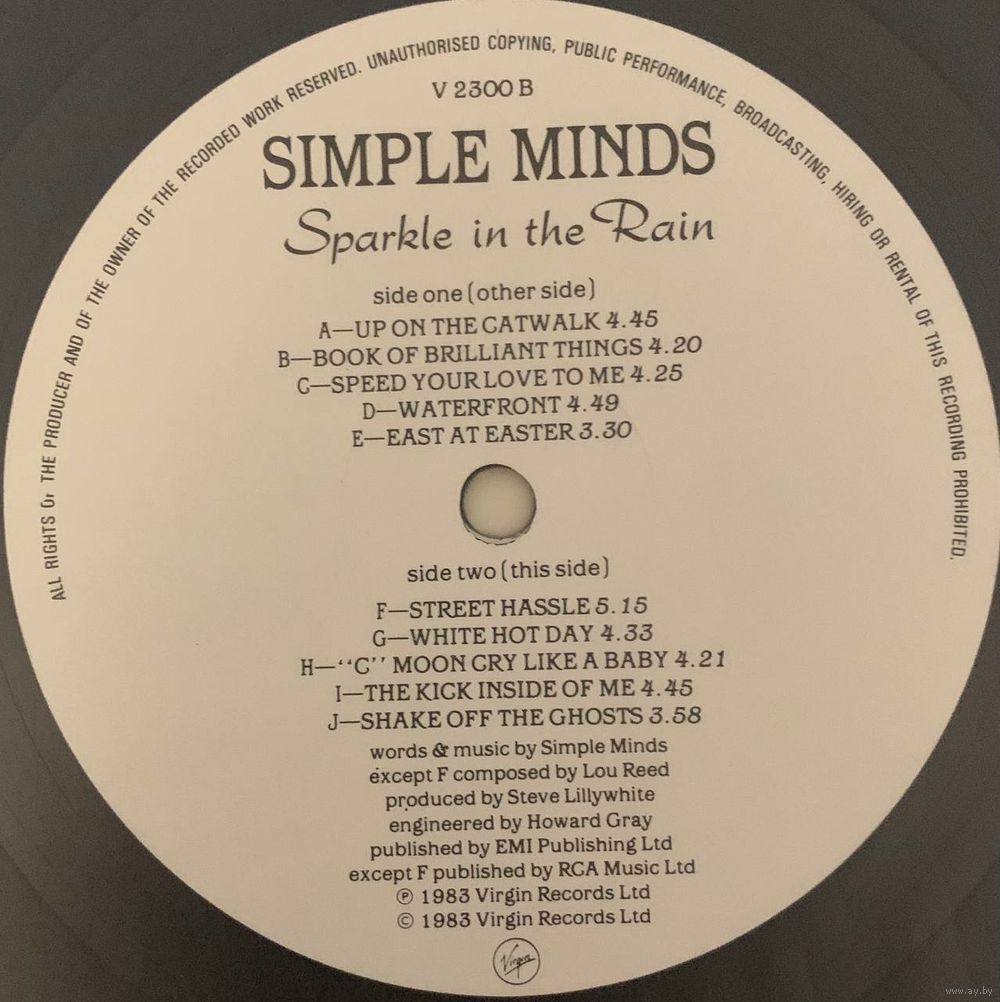 ALL RIGHTS OF THE PRODUCER AND OF THE OWNER OF THE RECORDED WORK RESERVED. UNAUTHORISED COPYING, PUBLIC PERFORMANCE, BROADCASTING, HIRING OR RENTAL OF THIS RECORDING PROHIBITED.
V 2300 B
SIMPLE MINDS
Sparkle in the Rain
side one (other side)
A—UP ON THE CATWALK 4.45
B—BOOK OF BRILLIANT THINGS 4.20
C—SPEED YOUR LOVE TO ME 4.25
D—WATERFRONT 4.49
E—EAST AT EASTER 3.30
side two (this side)
F—STREET HASSLE 5.15
G—WHITE HOT DAY 4.33
H—“C” MOON CRY LIKE A BABY 4.21
I—THE KICK INSIDE OF ME 4.45
J—SHAKE OFF THE GHOSTS 3.58
words & music by Simple Minds
except F composed by Lou Reed
produced by Steve Lillywhite
engineered by Howard Gray
published by EMI Publishing Ltd
except F published by RCA Music Ltd
℗ 1983 Virgin Records Ltd
© 1983 Virgin Records Ltd
Virgin
www.ay.by